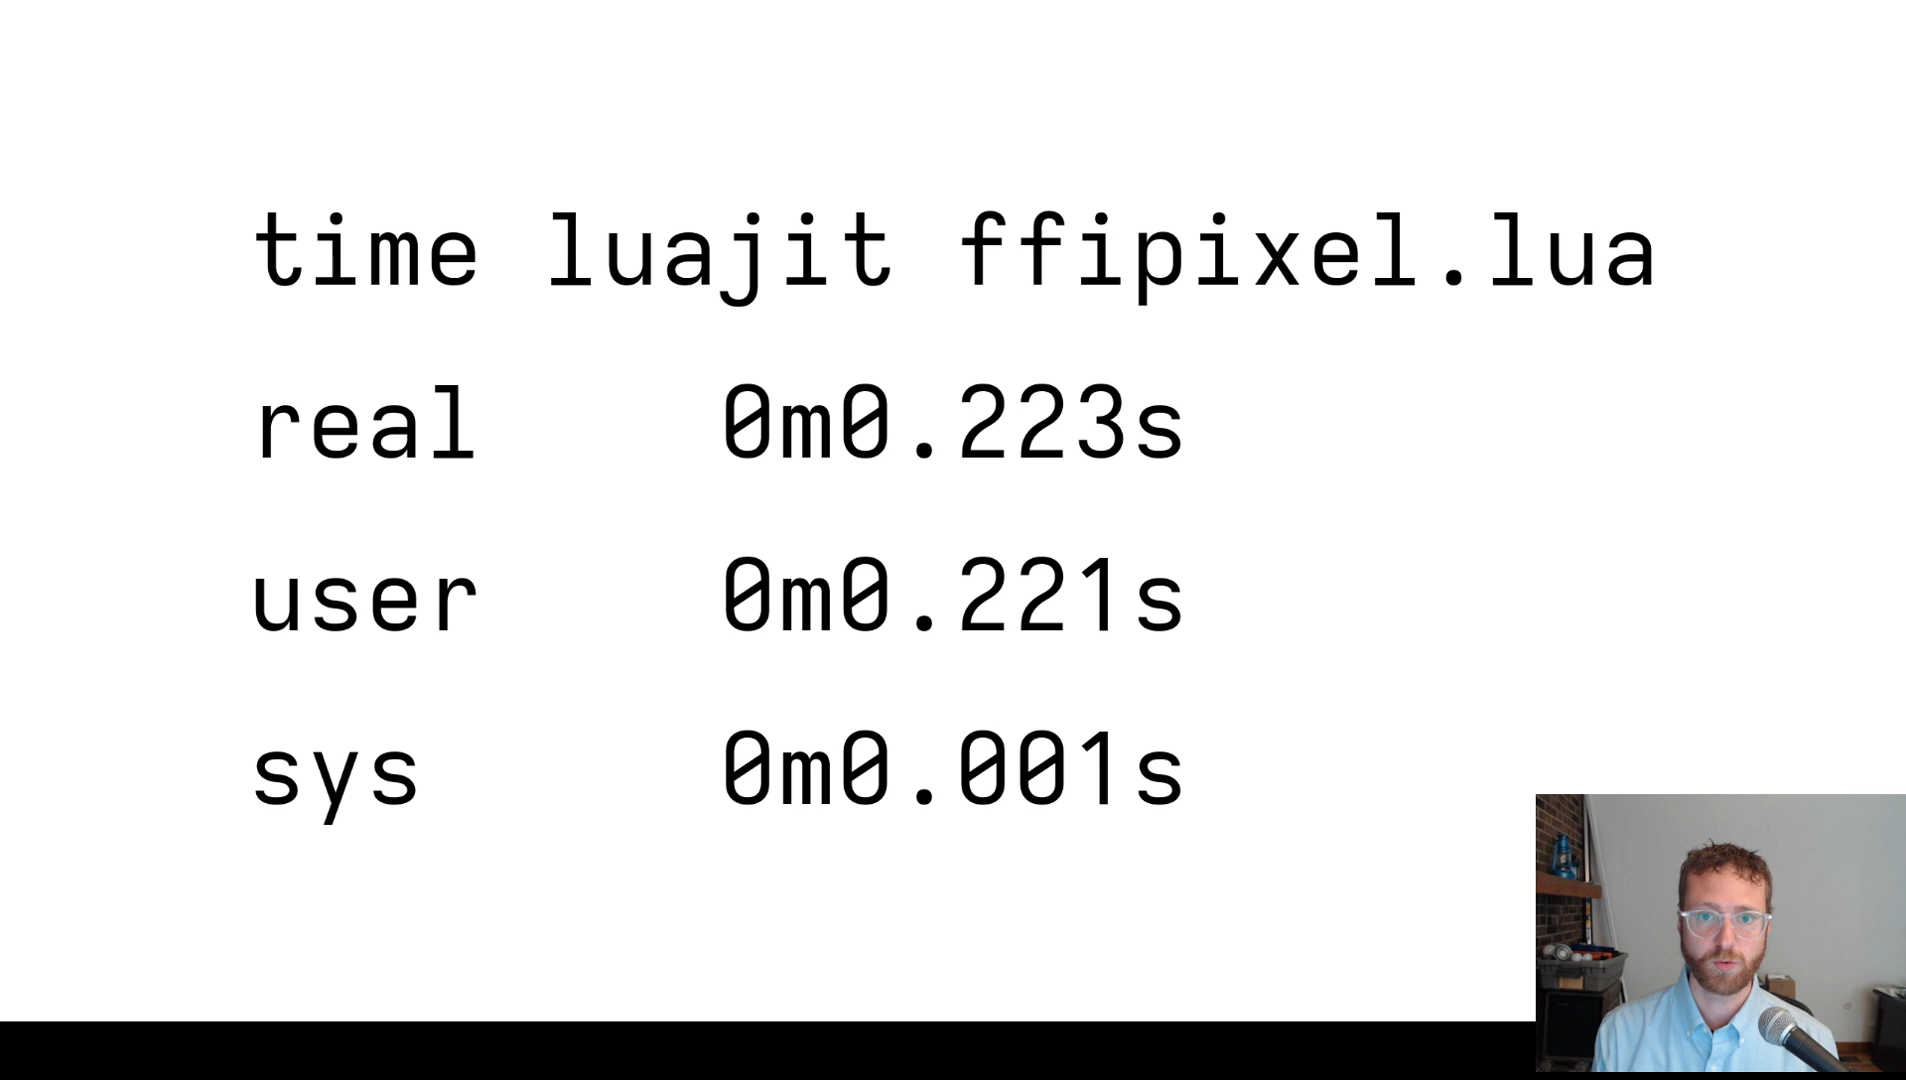 time luajit ffipixel.lua
real 0m0.223s
user 0m0.221s
sys 0m0.001s